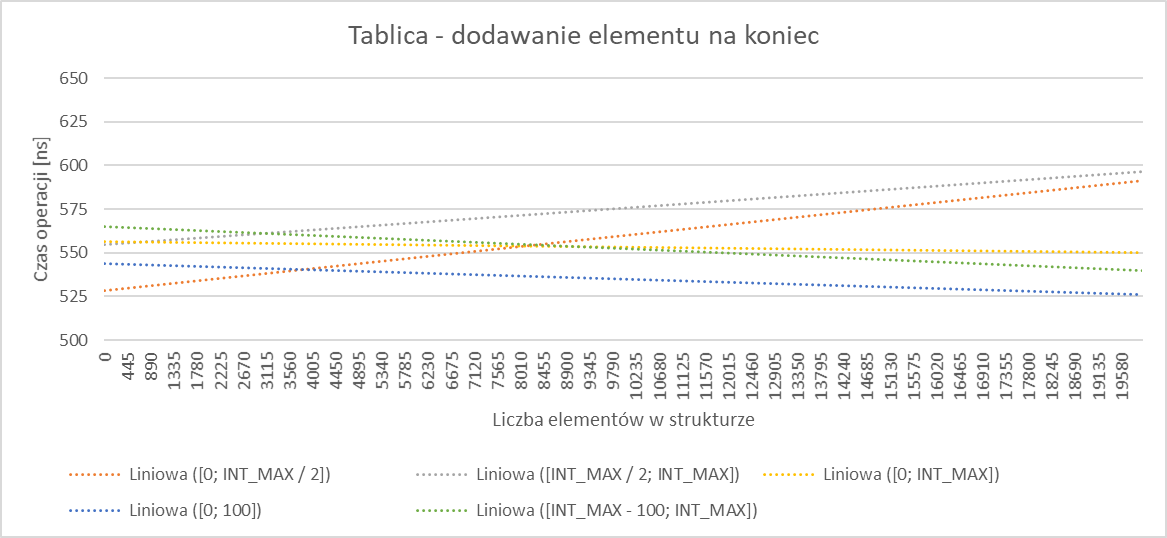 Tablica - dodawanie elementu na koniec
Czas operacji [ns]
650
625
600
575
550
525
500
0 445 890 1335 1780 2225 2670 3115 3560 4005 4450 4895 5340 5785 6230 6675 7120 7565 8010 8455 8900 9345 9790 10235 10680 11125 11570 12015 12460 12905 13350 13795 14240 14685 15130 15575 16020 16465 16910 17355 17800 18245 18690 19135 19580
Liczba elementów w strukturze
Liniowa ([0; INT_MAX / 2]) Liniowa ([INT_MAX / 2; INT_MAX]) Liniowa ([0; INT_MAX])
Liniowa ([0; 100]) Liniowa ([INT_MAX - 100; INT_MAX])